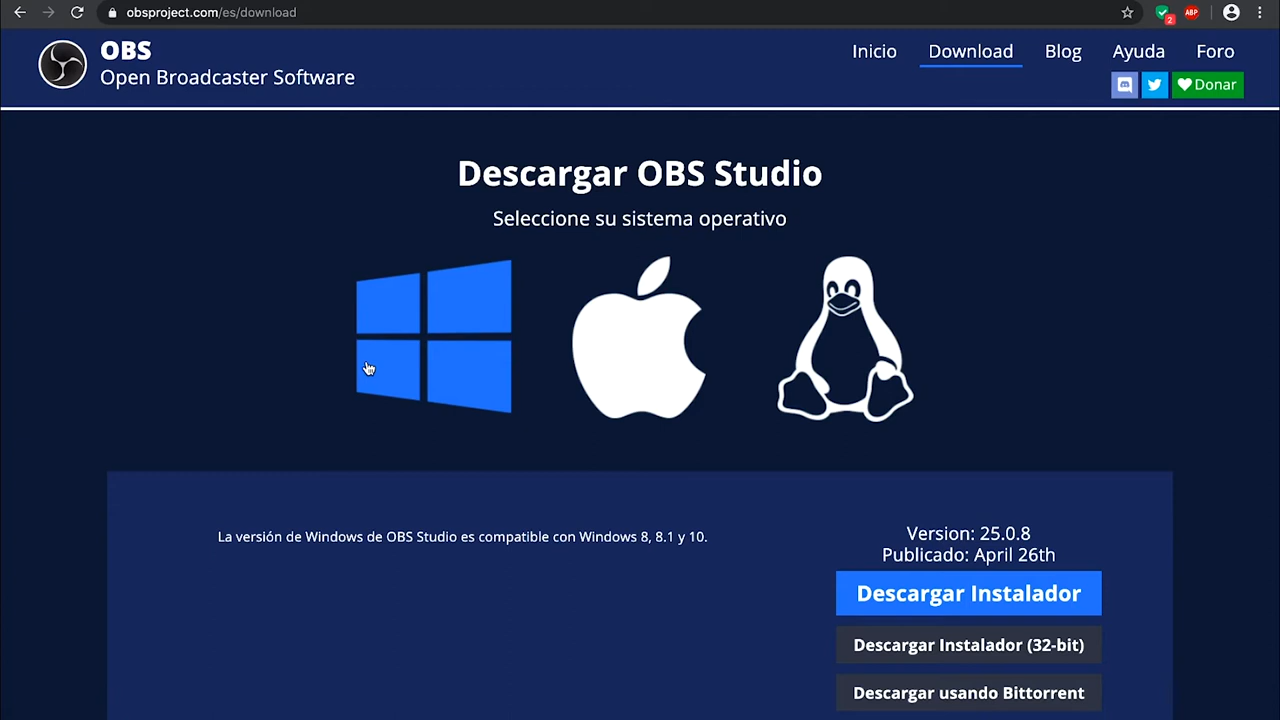 obsproject.com/es/download
2
ABP
OBS
Open Broadcaster Software
Inicio
Download
Blog
Ayuda
Foro
Donar
Descargar OBS Studio
Seleccione su sistema operativo
La versión de Windows de OBS Studio es compatible con Windows 8, 8.1 y 10.
Version: 25.0.8
Publicado: April 26th
Descargar Instalador
Descargar Instalador (32-bit)
Descargar usando Bittorrent